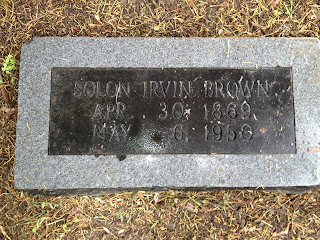 SOLON IRVIN BROWN
APR. 30, 1869
MAY 6, 1950